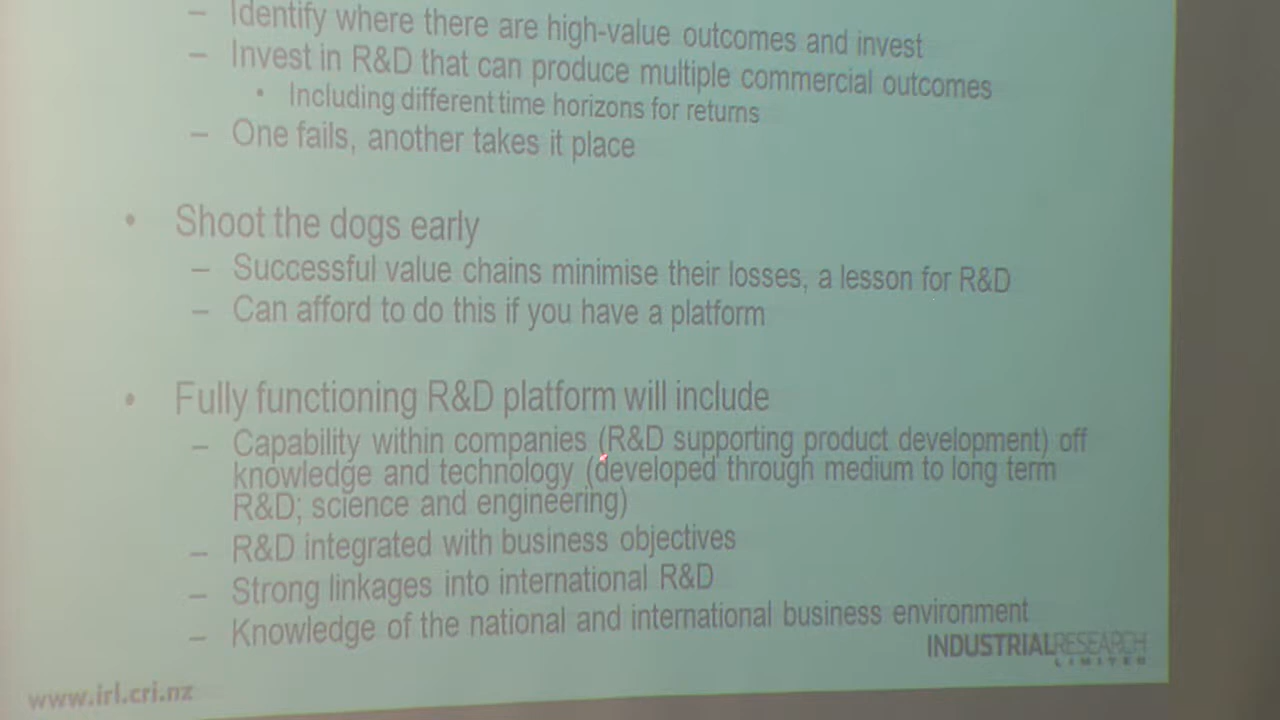 – Identify where there are high-value outcomes and invest
– Invest in R&D that can produce multiple commercial outcomes
• Including different time horizons for returns
– One fails, another takes it place
• Shoot the dogs early
– Successful value chains minimise their losses, a lesson for R&D
– Can afford to do this if you have a platform
• Fully functioning R&D platform will include
– Capability within companies (R&D supporting product development) off
knowledge and technology (developed through medium to long term
R&D; science and engineering)
– R&D integrated with business objectives
– Strong linkages into international R&D
– Knowledge of the national and international business environment
INDUSTRIALRESEARCH
LIMITED
www.irl.cri.nz